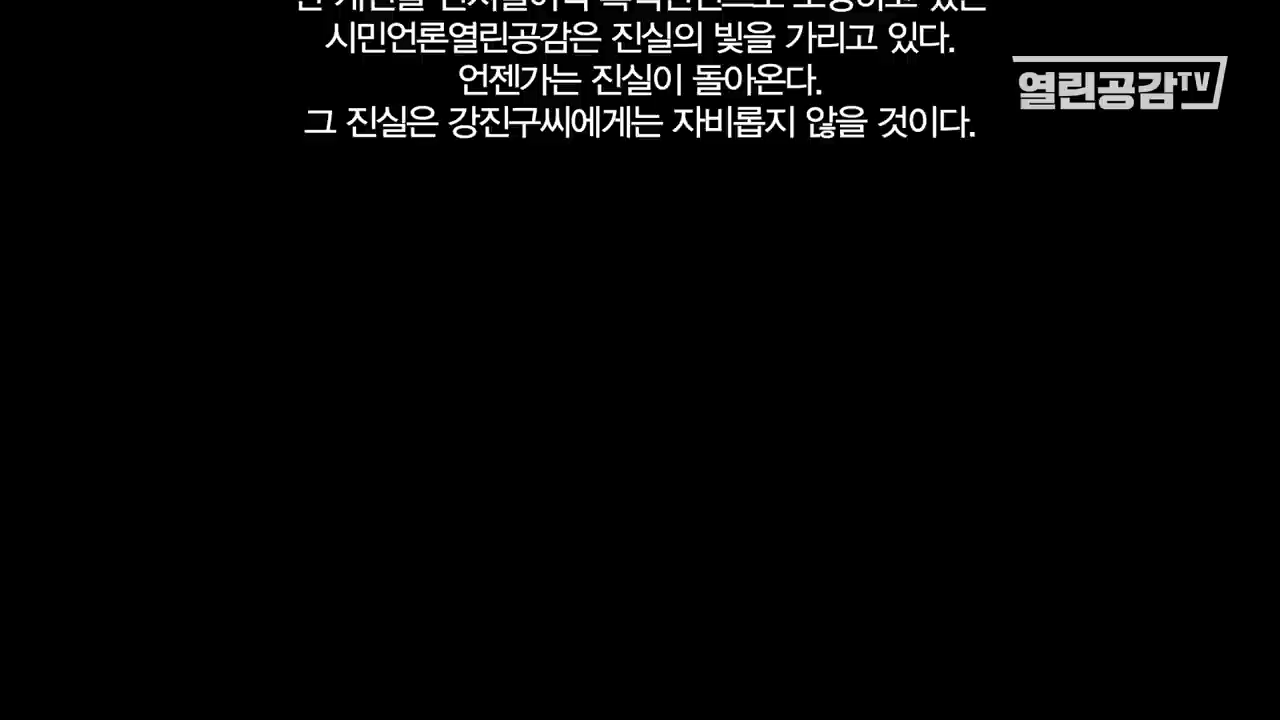 시민언론열린공감은 진실의 빛을 가리고 있다.
언젠가는 진실이 돌아온다.
그 진실은 강진구씨에게는 자비롭지 않을 것이다.
열린공감TV